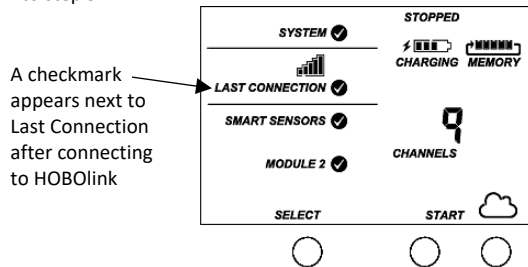 STOPPED
SYSTEM
CHARGING MEMORY
A checkmark
appears next to
Last Connection
after connecting
to HOBOlink
LAST CONNECTION
SMART SENSORS
9
CHANNELS
MODULE 2
SELECT START